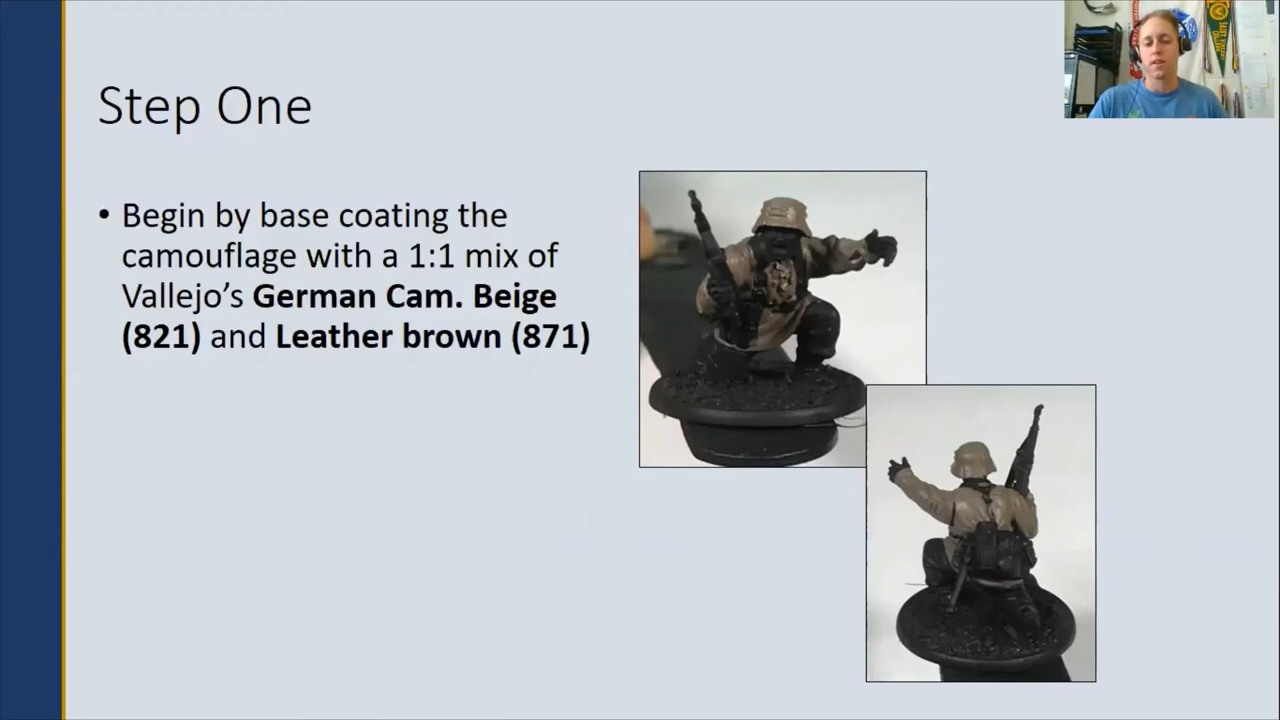 Step One
• Begin by base coating the
camouflage with a 1:1 mix of
Vallejo’s German Cam. Beige
(821) and Leather brown (871)